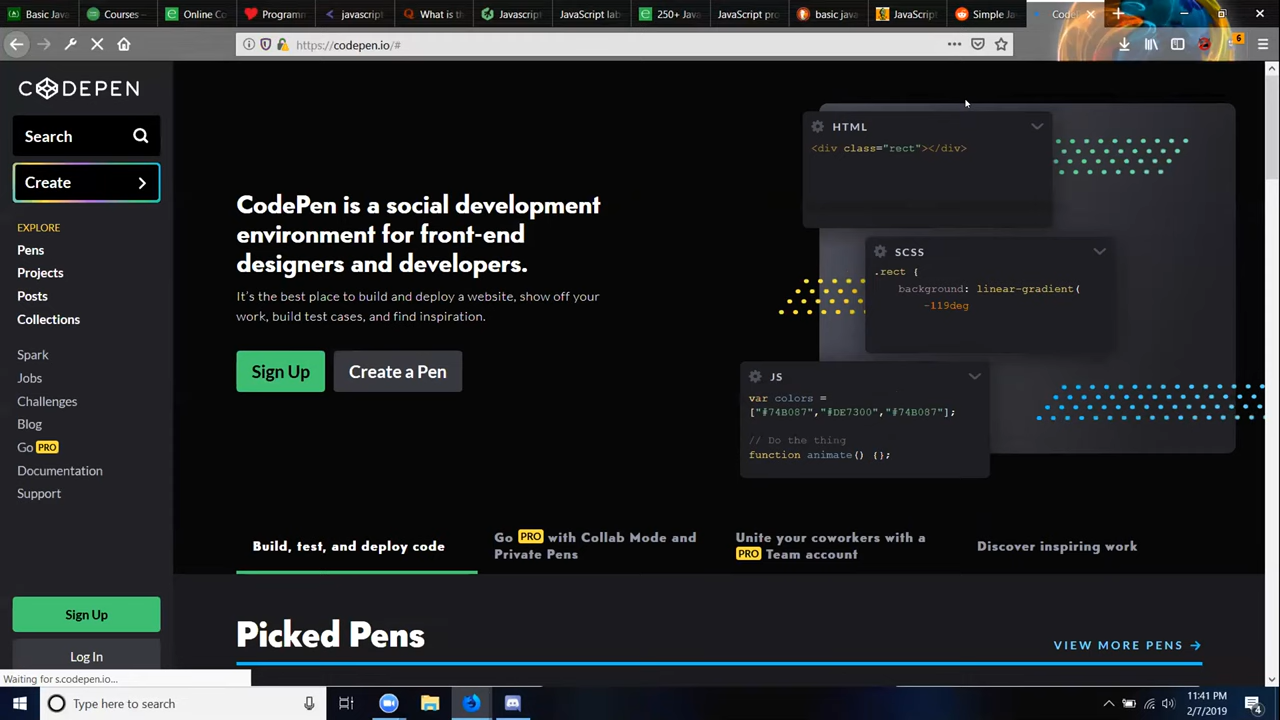 Basic Java
Courses –
Online Co
Programm
javascript
What is th
Javascript
JavaScript lab
250+ Java
JavaScript pro
basic java
JavaScript
Simple Ja
Code
https://codepen.io/#
6
CODEPEN
Search
Create
EXPLORE
Pens
Projects
Posts
Collections
Spark
Jobs
Challenges
Blog
Go PRO
Documentation
Support
Sign Up
Log In
CodePen is a social development
environment for front-end
designers and developers.
It's the best place to build and deploy a website, show off your
work, build test cases, and find inspiration.
Sign Up
Create a Pen
HTML
<div class="rect"></div>
SCSS
.rect {
background: linear-gradient(
-119deg
JS
var colors =
["#74B087","#DE7300","#74B087"];
// Do the thing
function animate() {};
Build, test, and deploy code
Go PRO with Collab Mode and
Private Pens
Unite your coworkers with a
PRO Team account
Discover inspiring work
Picked Pens
VIEW MORE PENS →
Waiting for s.codepen.io...
Type here to search
11:41 PM
2/7/2019
4